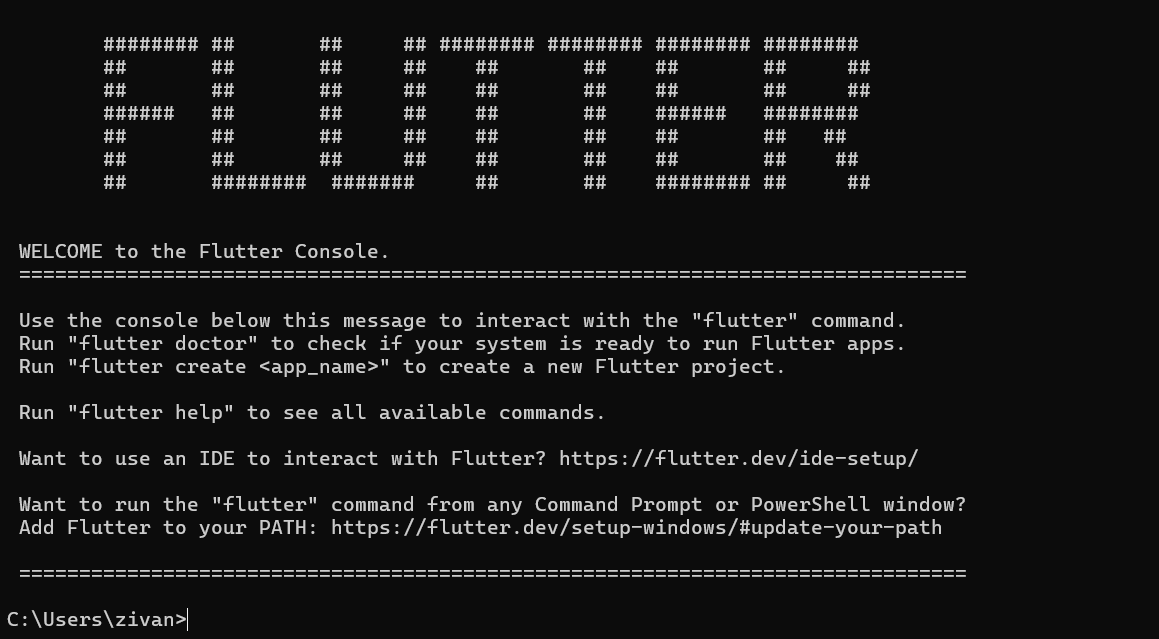 ######## ##       ##     ## ######## ######## ######## ########
##       ##       ##     ##    ##       ##    ##       ##     ##
##       ##       ##     ##    ##       ##    ##       ##     ##
######   ##       ##     ##    ##       ##    ######   ########
##       ##       ##     ##    ##       ##    ##       ##   ##
##       ##       ##     ##    ##       ##    ##       ##    ##
##       ########  #######     ##       ##    ######## ##     ##
WELCOME to the Flutter Console.
===============================================================================
Use the console below this message to interact with the "flutter" command.
Run "flutter doctor" to check if your system is ready to run Flutter apps.
Run "flutter create <app_name>" to create a new Flutter project.
Run "flutter help" to see all available commands.
Want to use an IDE to interact with Flutter? https://flutter.dev/ide-setup/
Want to run the "flutter" command from any Command Prompt or PowerShell window?
Add Flutter to your PATH: https://flutter.dev/setup-windows/#update-your-path
===============================================================================
C:\Users\zivan>